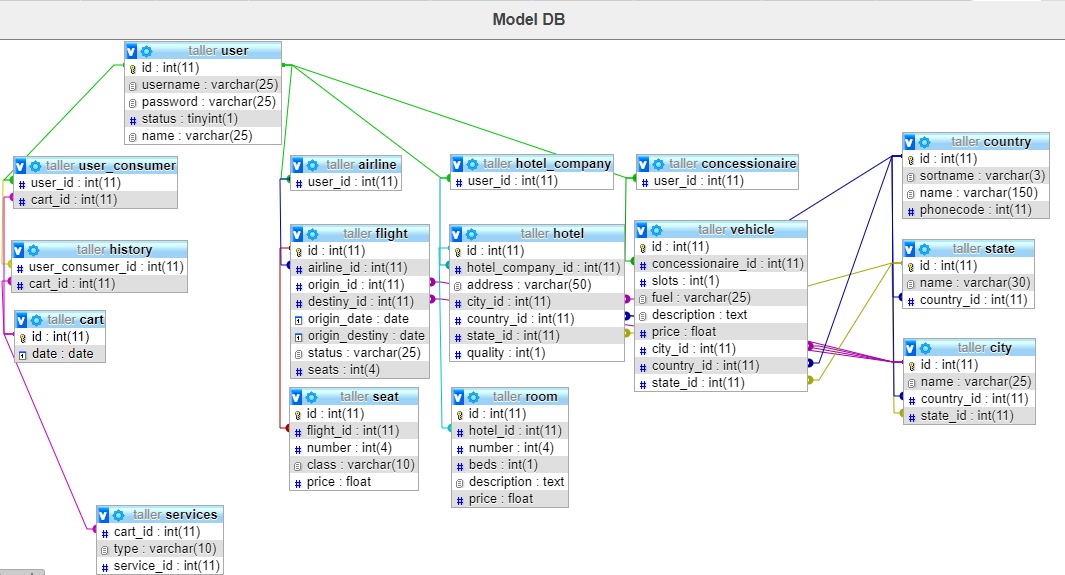 Model DB
taller user
id : int(11)
username : varchar(25)
password : varchar(25)
status : tinyint(1)
name : varchar(25)
taller user_consumer
user_id : int(11)
cart_id : int(11)
taller history
user_consumer_id : int(11)
cart_id : int(11)
taller cart
id : int(11)
date : date
taller services
cart_id : int(11)
type : varchar(10)
service_id : int(11)
taller airline
user_id : int(11)
taller flight
id : int(11)
airline_id : int(11)
origin_id : int(11)
destiny_id : int(11)
origin_date : date
origin_destiny : date
status : varchar(25)
seats : int(4)
taller seat
id : int(11)
flight_id : int(11)
number : int(4)
class : varchar(10)
price : float
taller hotel_company
user_id : int(11)
taller hotel
id : int(11)
hotel_company_id : int(11)
address : varchar(50)
city_id : int(11)
country_id : int(11)
state_id : int(11)
quality : int(1)
taller room
id : int(11)
hotel_id : int(11)
number : int(4)
beds : int(1)
description : text
price : float
taller concessionaire
user_id : int(11)
taller vehicle
id : int(11)
concessionaire_id : int(11)
slots : int(1)
fuel : varchar(25)
description : text
price : float
city_id : int(11)
country_id : int(11)
state_id : int(11)
taller country
id : int(11)
sortname : varchar(3)
name : varchar(150)
phonecode : int(11)
taller state
id : int(11)
name : varchar(30)
country_id : int(11)
taller city
id : int(11)
name : varchar(25)
country_id : int(11)
state_id : int(11)